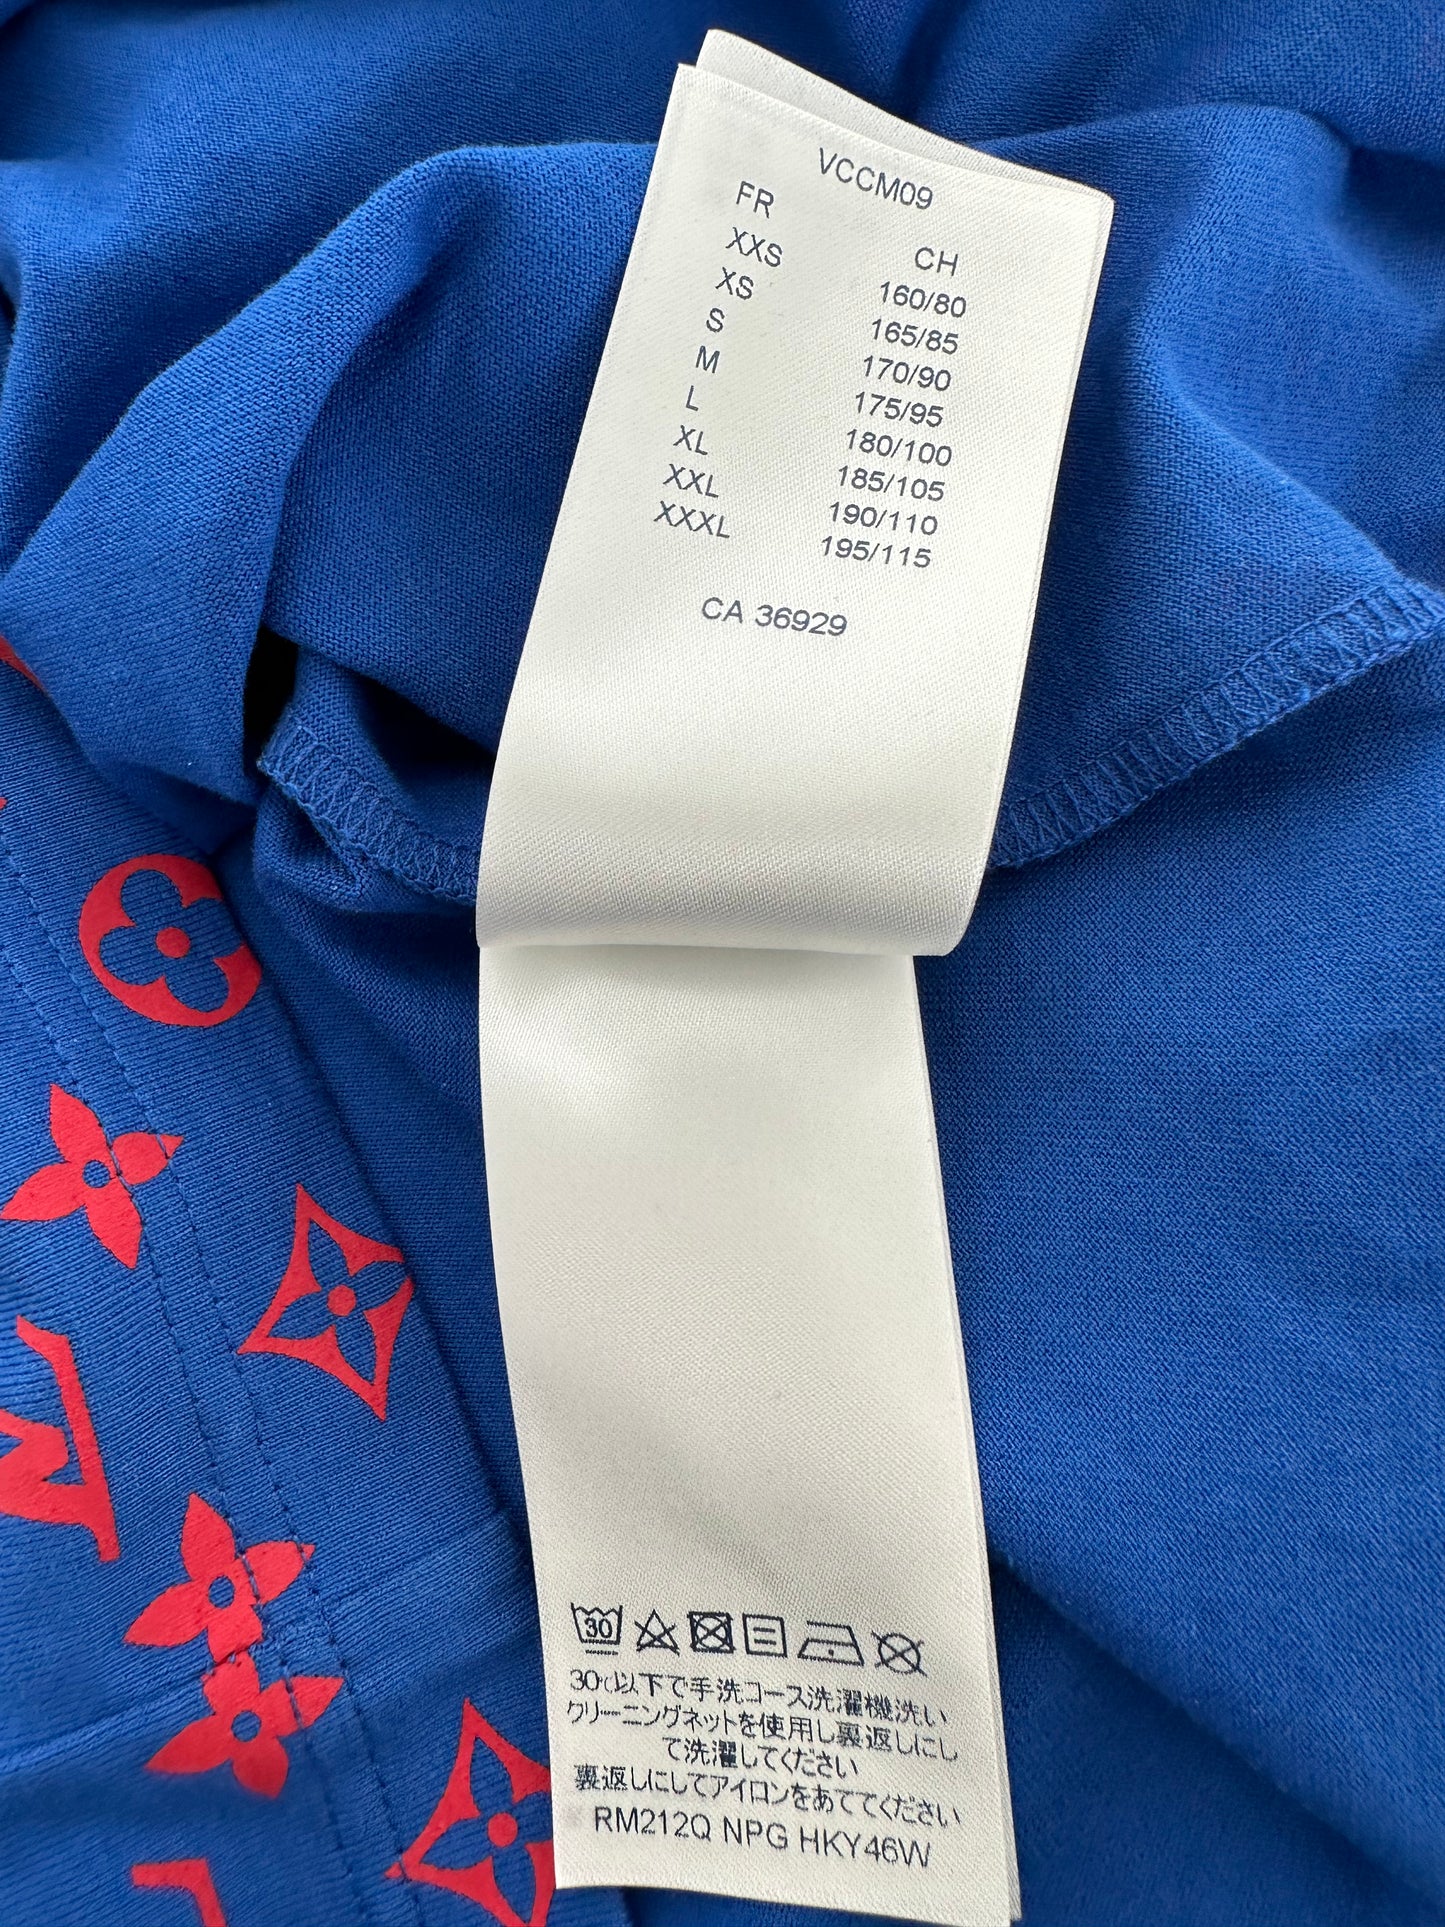 VCCM09
FR CH
XXS 160/80
XS 165/85
S 170/90
M 175/95
L 180/100
XL 185/105
XXL 190/110
XXXL 195/115
CA 36929
30
30℃以下で手洗コース洗濯機洗い
クリーニングネットを使用し裏返しにし
て洗濯してください
裏返しにしてアイロンをあててください
RM212Q NPG HKY46W